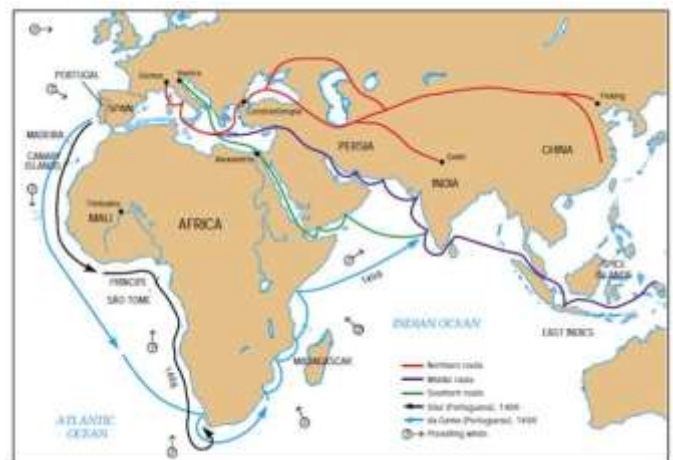 PORTUGAL
SPAIN
Genoa
Venice
Constantinople
Peking
MADEIRA
CANARY
ISLANDS
Alexandria
PERSIA
Delhi
CHINA
INDIA
Timbuktu
MALI
AFRICA
PRINCIPE
SÃO TOMÉ
1488
1498
SPICE
ISLANDS
EAST INDIES
INDIAN OCEAN
MADAGASCAR
ATLANTIC
OCEAN
Northern route
Middle route
Southern route
Dias (Portuguese), 1488
da Gama (Portuguese), 1498
Prevailing winds